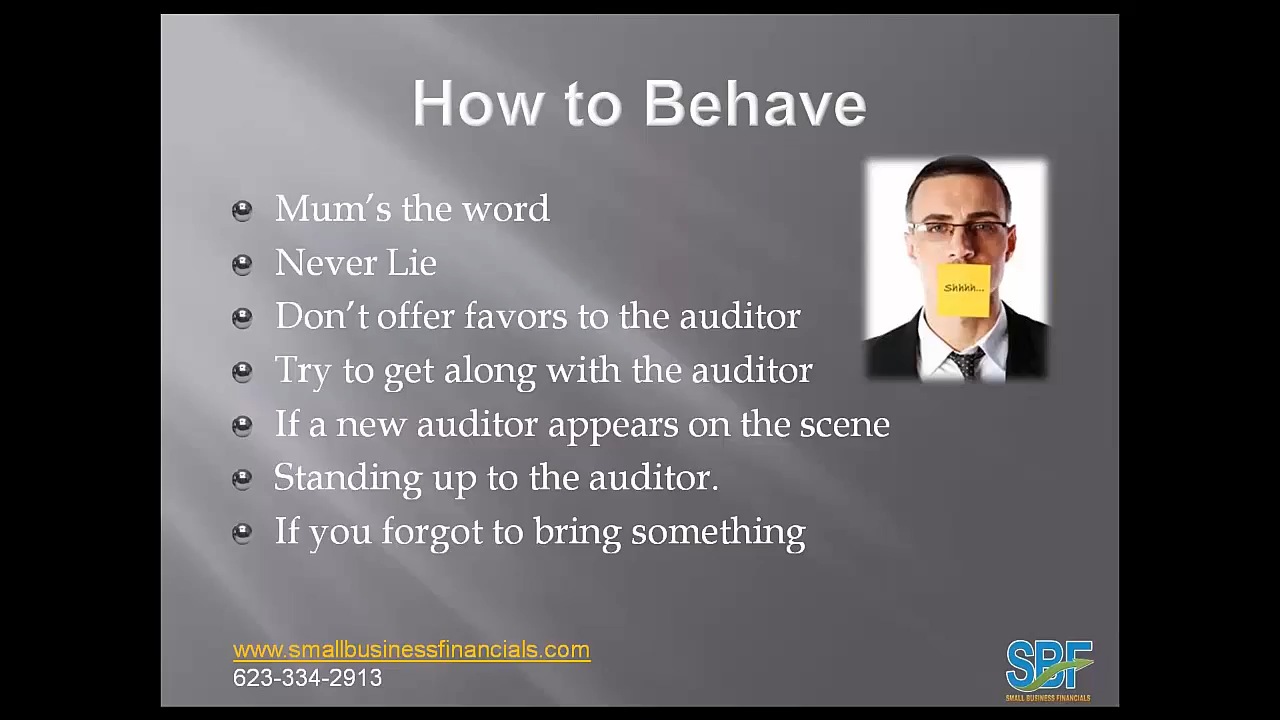 How to Behave
Mum's the word
Never Lie
Shhhh...
Don't offer favors to the auditor
Try to get along with the auditor
If a new auditor appears on the scene
Standing up to the auditor.
If you forgot to bring something
www.smallbusinessfinancials.com
623-334-2913
SBF
SMALL BUSINESS FINANCIALS